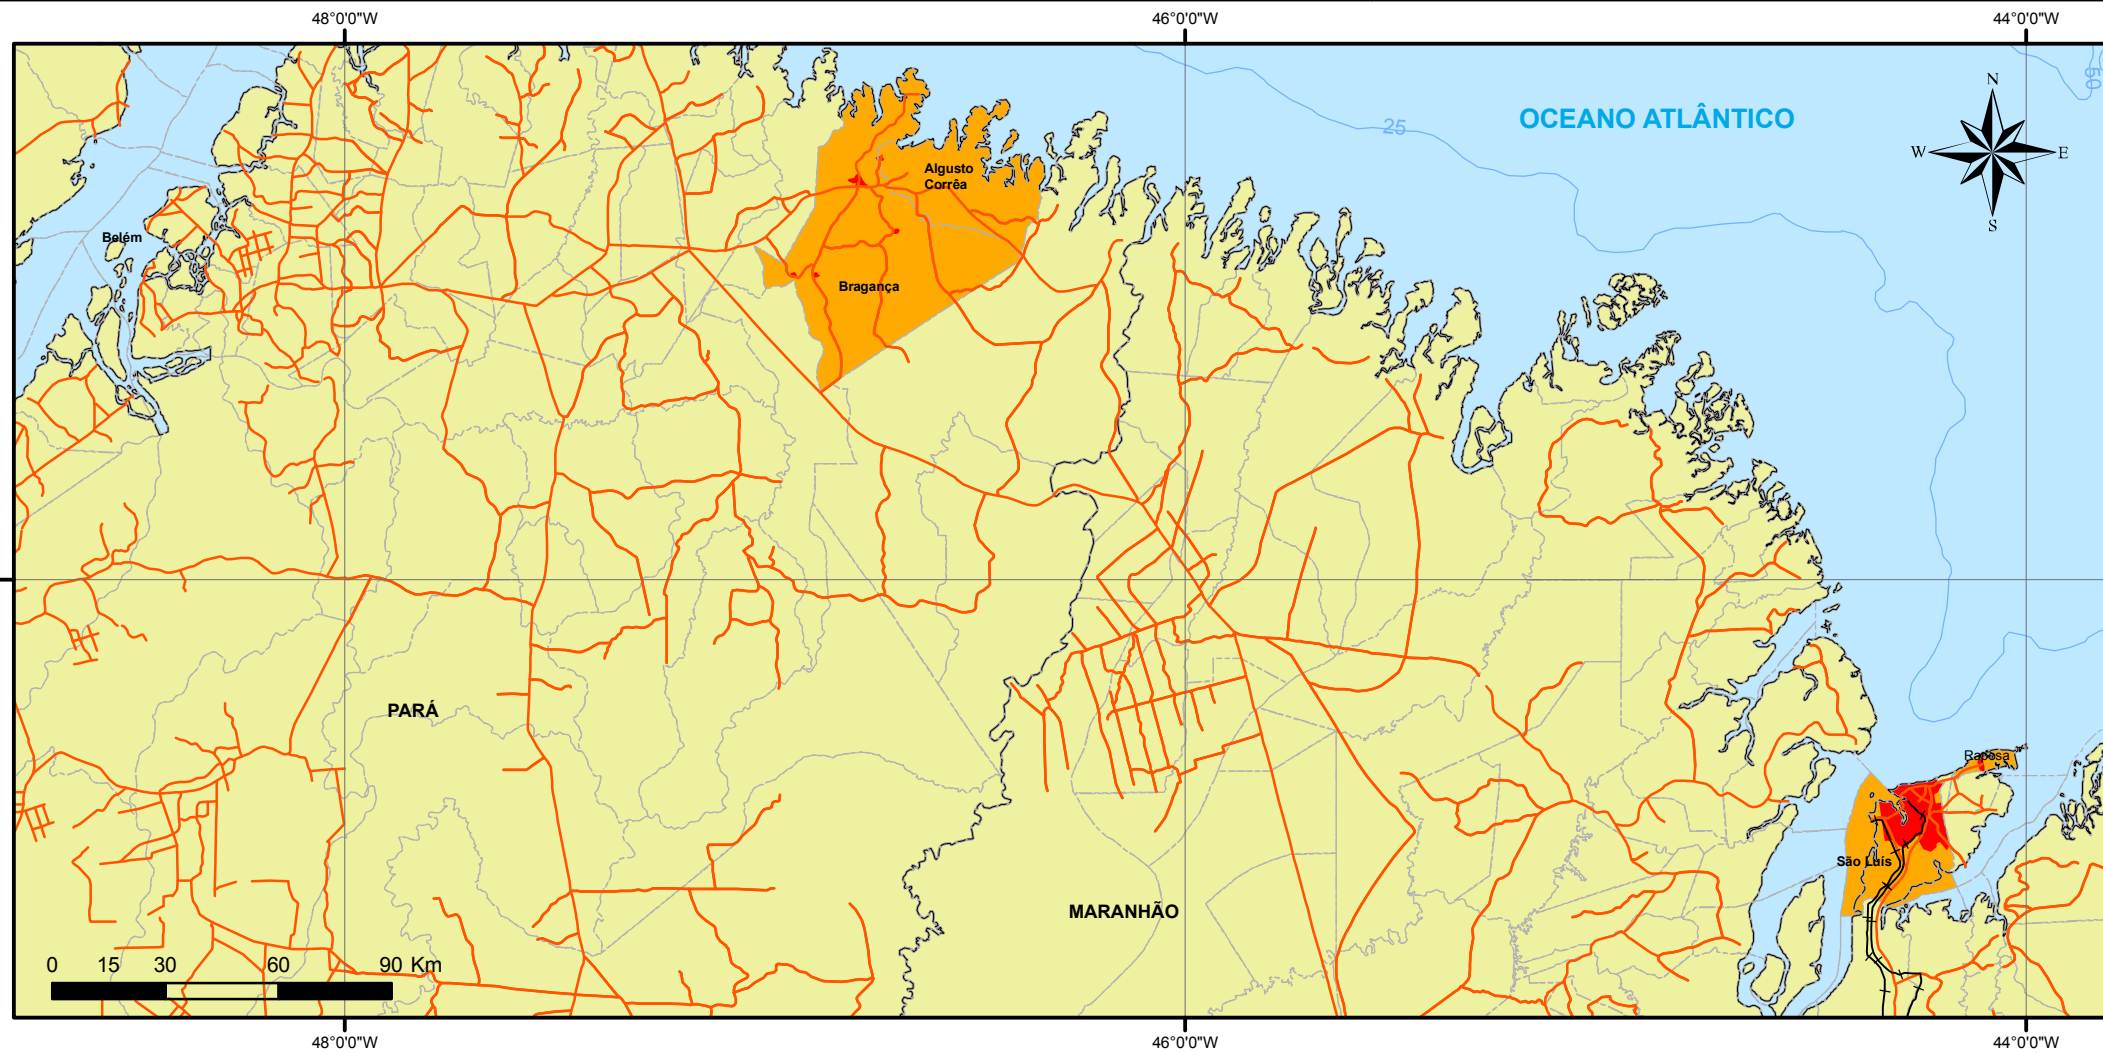 48°0'0"W
46°0'0"W
44°0'0"W
50
25
OCEANO ATLÂNTICO
N
W
E
S
Algusto
Corrêa
Belém
Bragança
PARÁ
Raposa
São Luís
MARANHÃO
0 15 30 60 90 Km
48°0'0"W
46°0'0"W
44°0'0"W